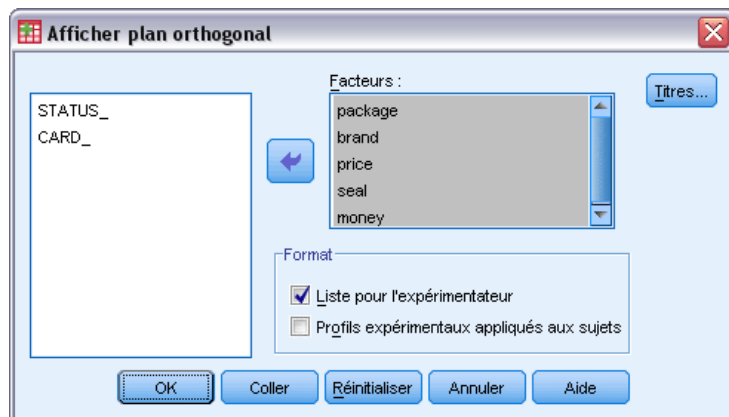 Afficher plan orthogonal
STATUS_
CARD_
Facteurs :
package
brand
price
seal
money
Titres...
Format
Liste pour l'expérimentateur
Profils expérimentaux appliqués aux sujets
OK
Coller
Réinitialiser
Annuler
Aide